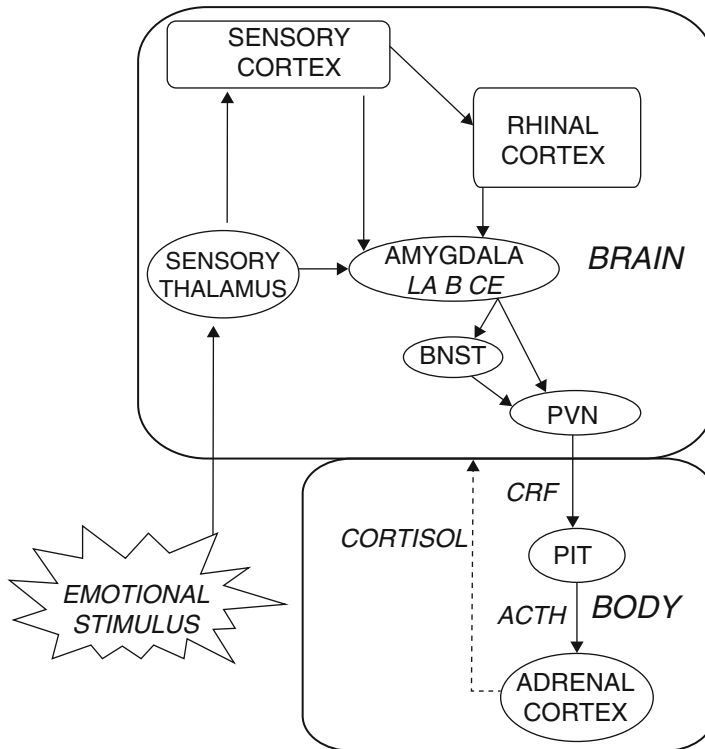 SENSORY
CORTEX
RHINAL
CORTEX
SENSORY
THALAMUS
AMYGDALA
LA B CE
BRAIN
BNST
PVN
CRF
CORTISOL
PIT
EMOTIONAL
STIMULUS
ACTH
BODY
ADRENAL
CORTEX